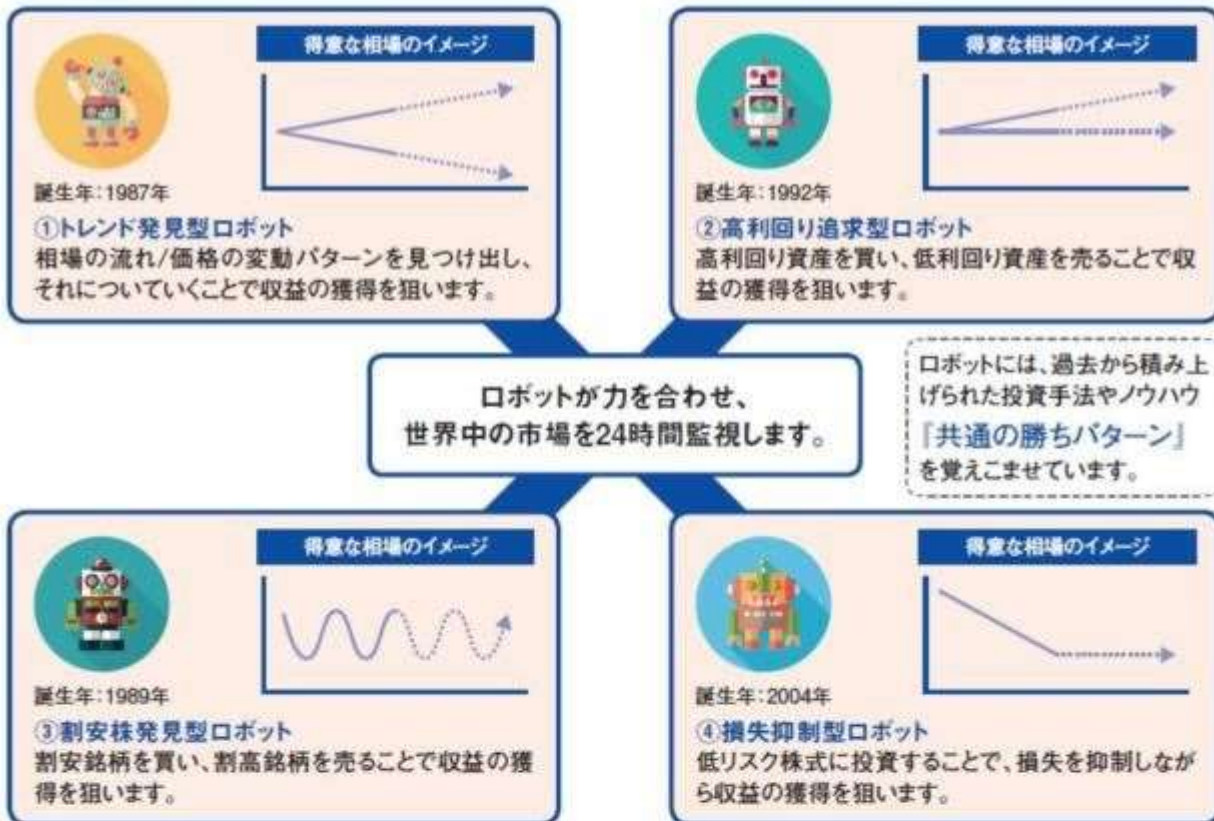 得意な相場のイメージ
誕生年:1987年
①トレンド発見型ロボット
相場の流れ/価格の変動パターンを見つけ出し、
それについていくことで収益の獲得を狙います。
得意な相場のイメージ
誕生年:1992年
②高利回り追求型ロボット
高利回り資産を買い、低利回り資産を売ることで収
益の獲得を狙います。
ロボットが力を合わせ、
世界中の市場を24時間監視します。
ロボットには、過去から積み上
げられた投資手法やノウハウ
『共通の勝ちパターン』
を覚えこませています。
得意な相場のイメージ
誕生年:1989年
③割安株発見型ロボット
割安銘柄を買い、割高銘柄を売ることで収益の獲
得を狙います。
得意な相場のイメージ
誕生年:2004年
④損失抑制型ロボット
低リスク株式に投資することで、損失を抑制しなが
ら収益の獲得を狙います。